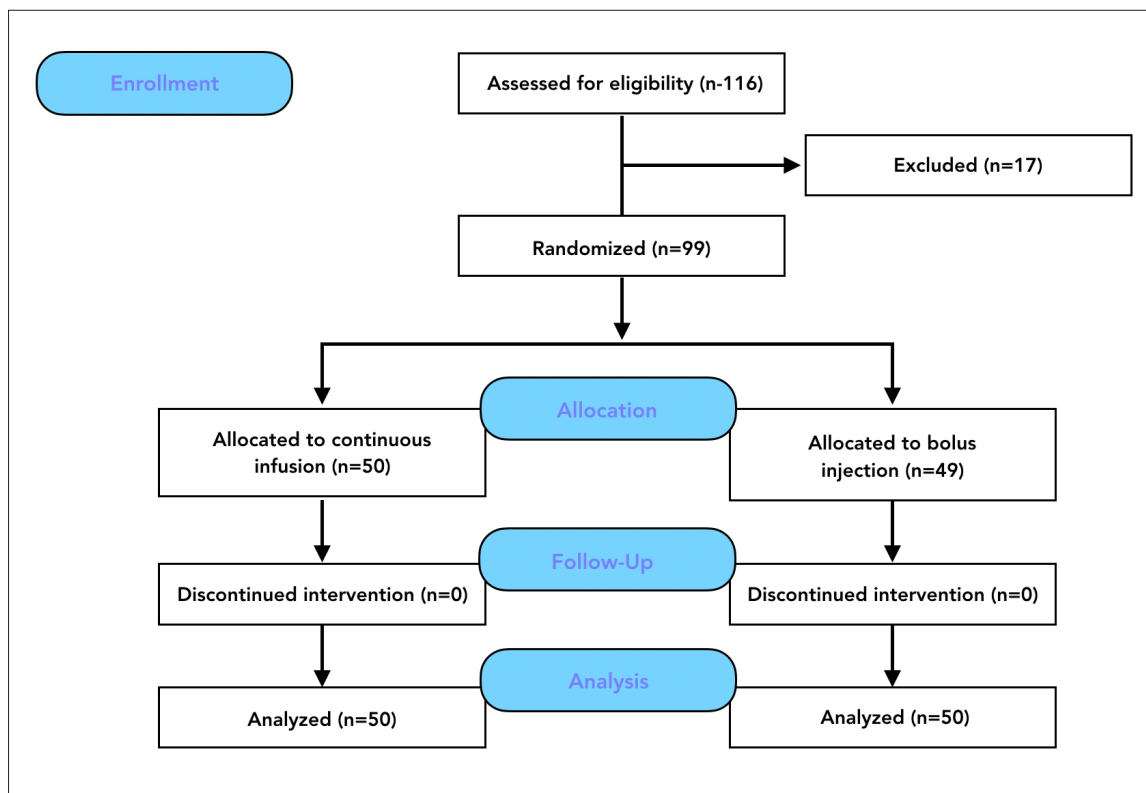 Enrollment
Assessed for eligibility (n-116)
Excluded (n=17)
Randomized (n=99)
Allocation
Allocated to continuous
infusion (n=50)
Allocated to bolus
injection (n=49)
Follow-Up
Discontinued intervention (n=0)
Discontinued intervention (n=0)
Analysis
Analyzed (n=50)
Analyzed (n=50)